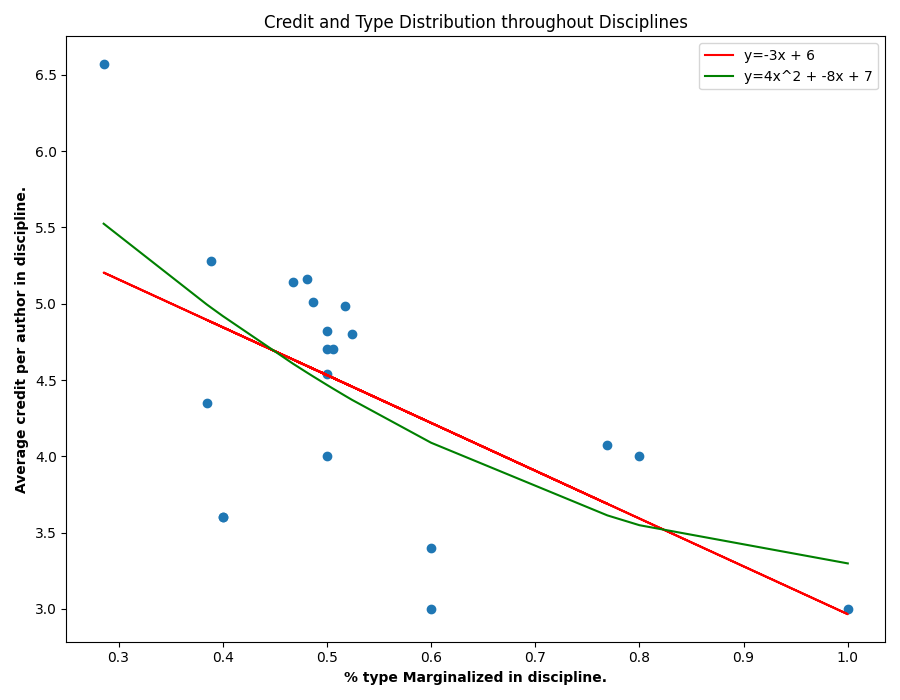 Credit and Type Distribution throughout Disciplines
y=-3x + 6
y=4x^2 + -8x + 7
Average credit per author in discipline.
6.5
6.0
5.5
5.0
4.5
4.0
3.5
3.0
0.3 0.4 0.5 0.6 0.7 0.8 0.9 1.0
% type Marginalized in discipline.